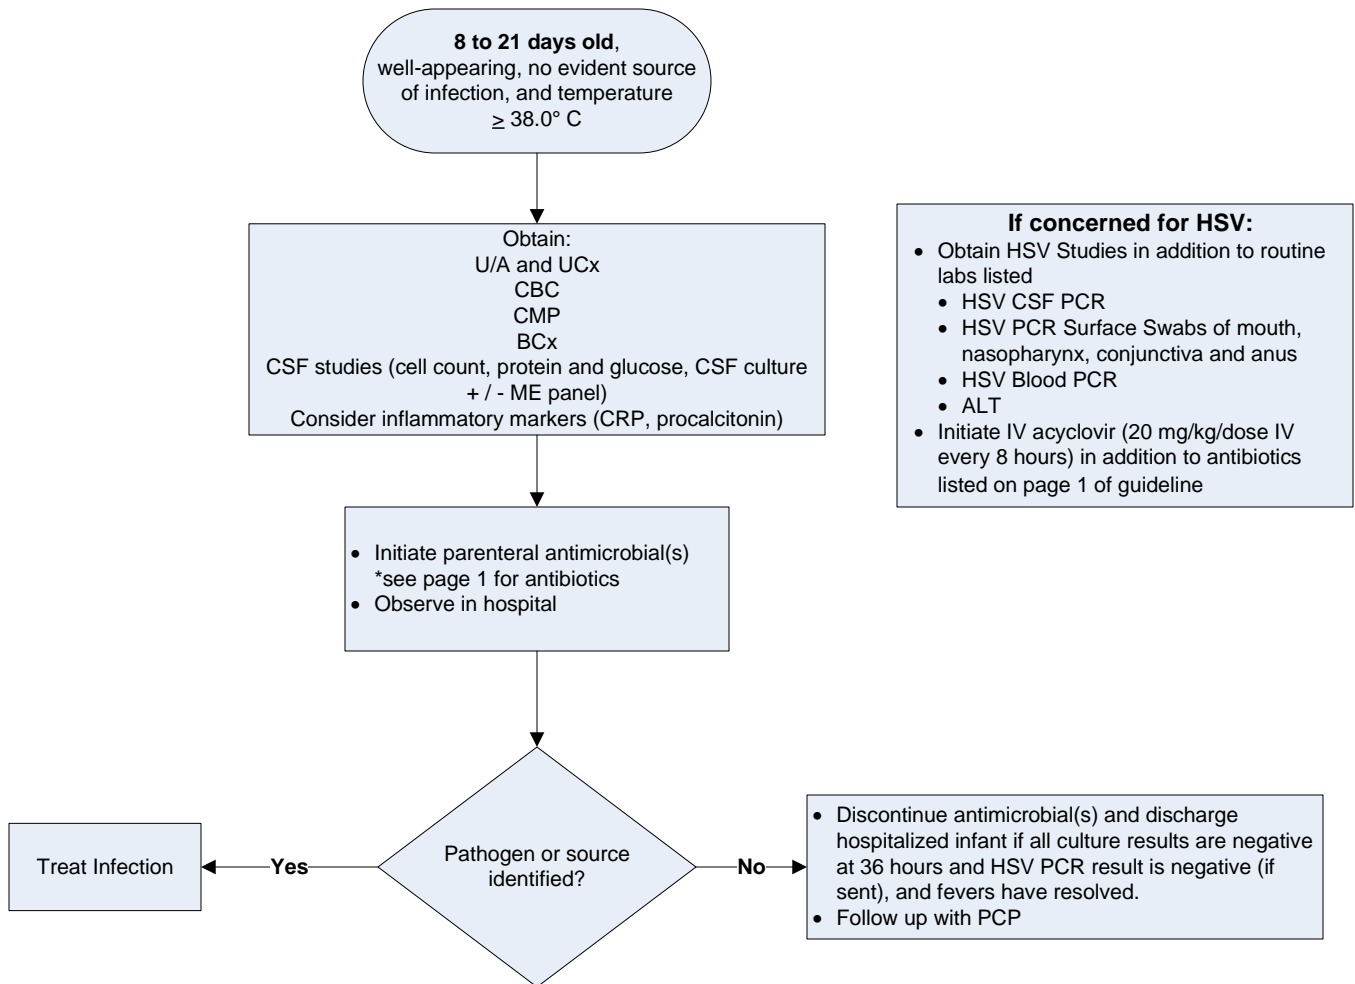 8 to 21 days old,
well-appearing, no evident source
of infection, and temperature
≥ 38.0° C
Obtain:
U/A and UCx
CBC
CMP
BCx
CSF studies (cell count, protein and glucose, CSF culture
+ / - ME panel)
Consider inflammatory markers (CRP, procalcitonin)
If concerned for HSV:
• Obtain HSV Studies in addition to routine
labs listed
• HSV CSF PCR
• HSV PCR Surface Swabs of mouth,
nasopharynx, conjunctiva and anus
• HSV Blood PCR
• ALT
• Initiate IV acyclovir (20 mg/kg/dose IV
every 8 hours) in addition to antibiotics
listed on page 1 of guideline
• Initiate parenteral antimicrobial(s)
*see page 1 for antibiotics
• Observe in hospital
Pathogen or source
identified?
Yes
Treat Infection
No
• Discontinue antimicrobial(s) and discharge
hospitalized infant if all culture results are negative
at 36 hours and HSV PCR result is negative (if
sent), and fevers have resolved.
• Follow up with PCP